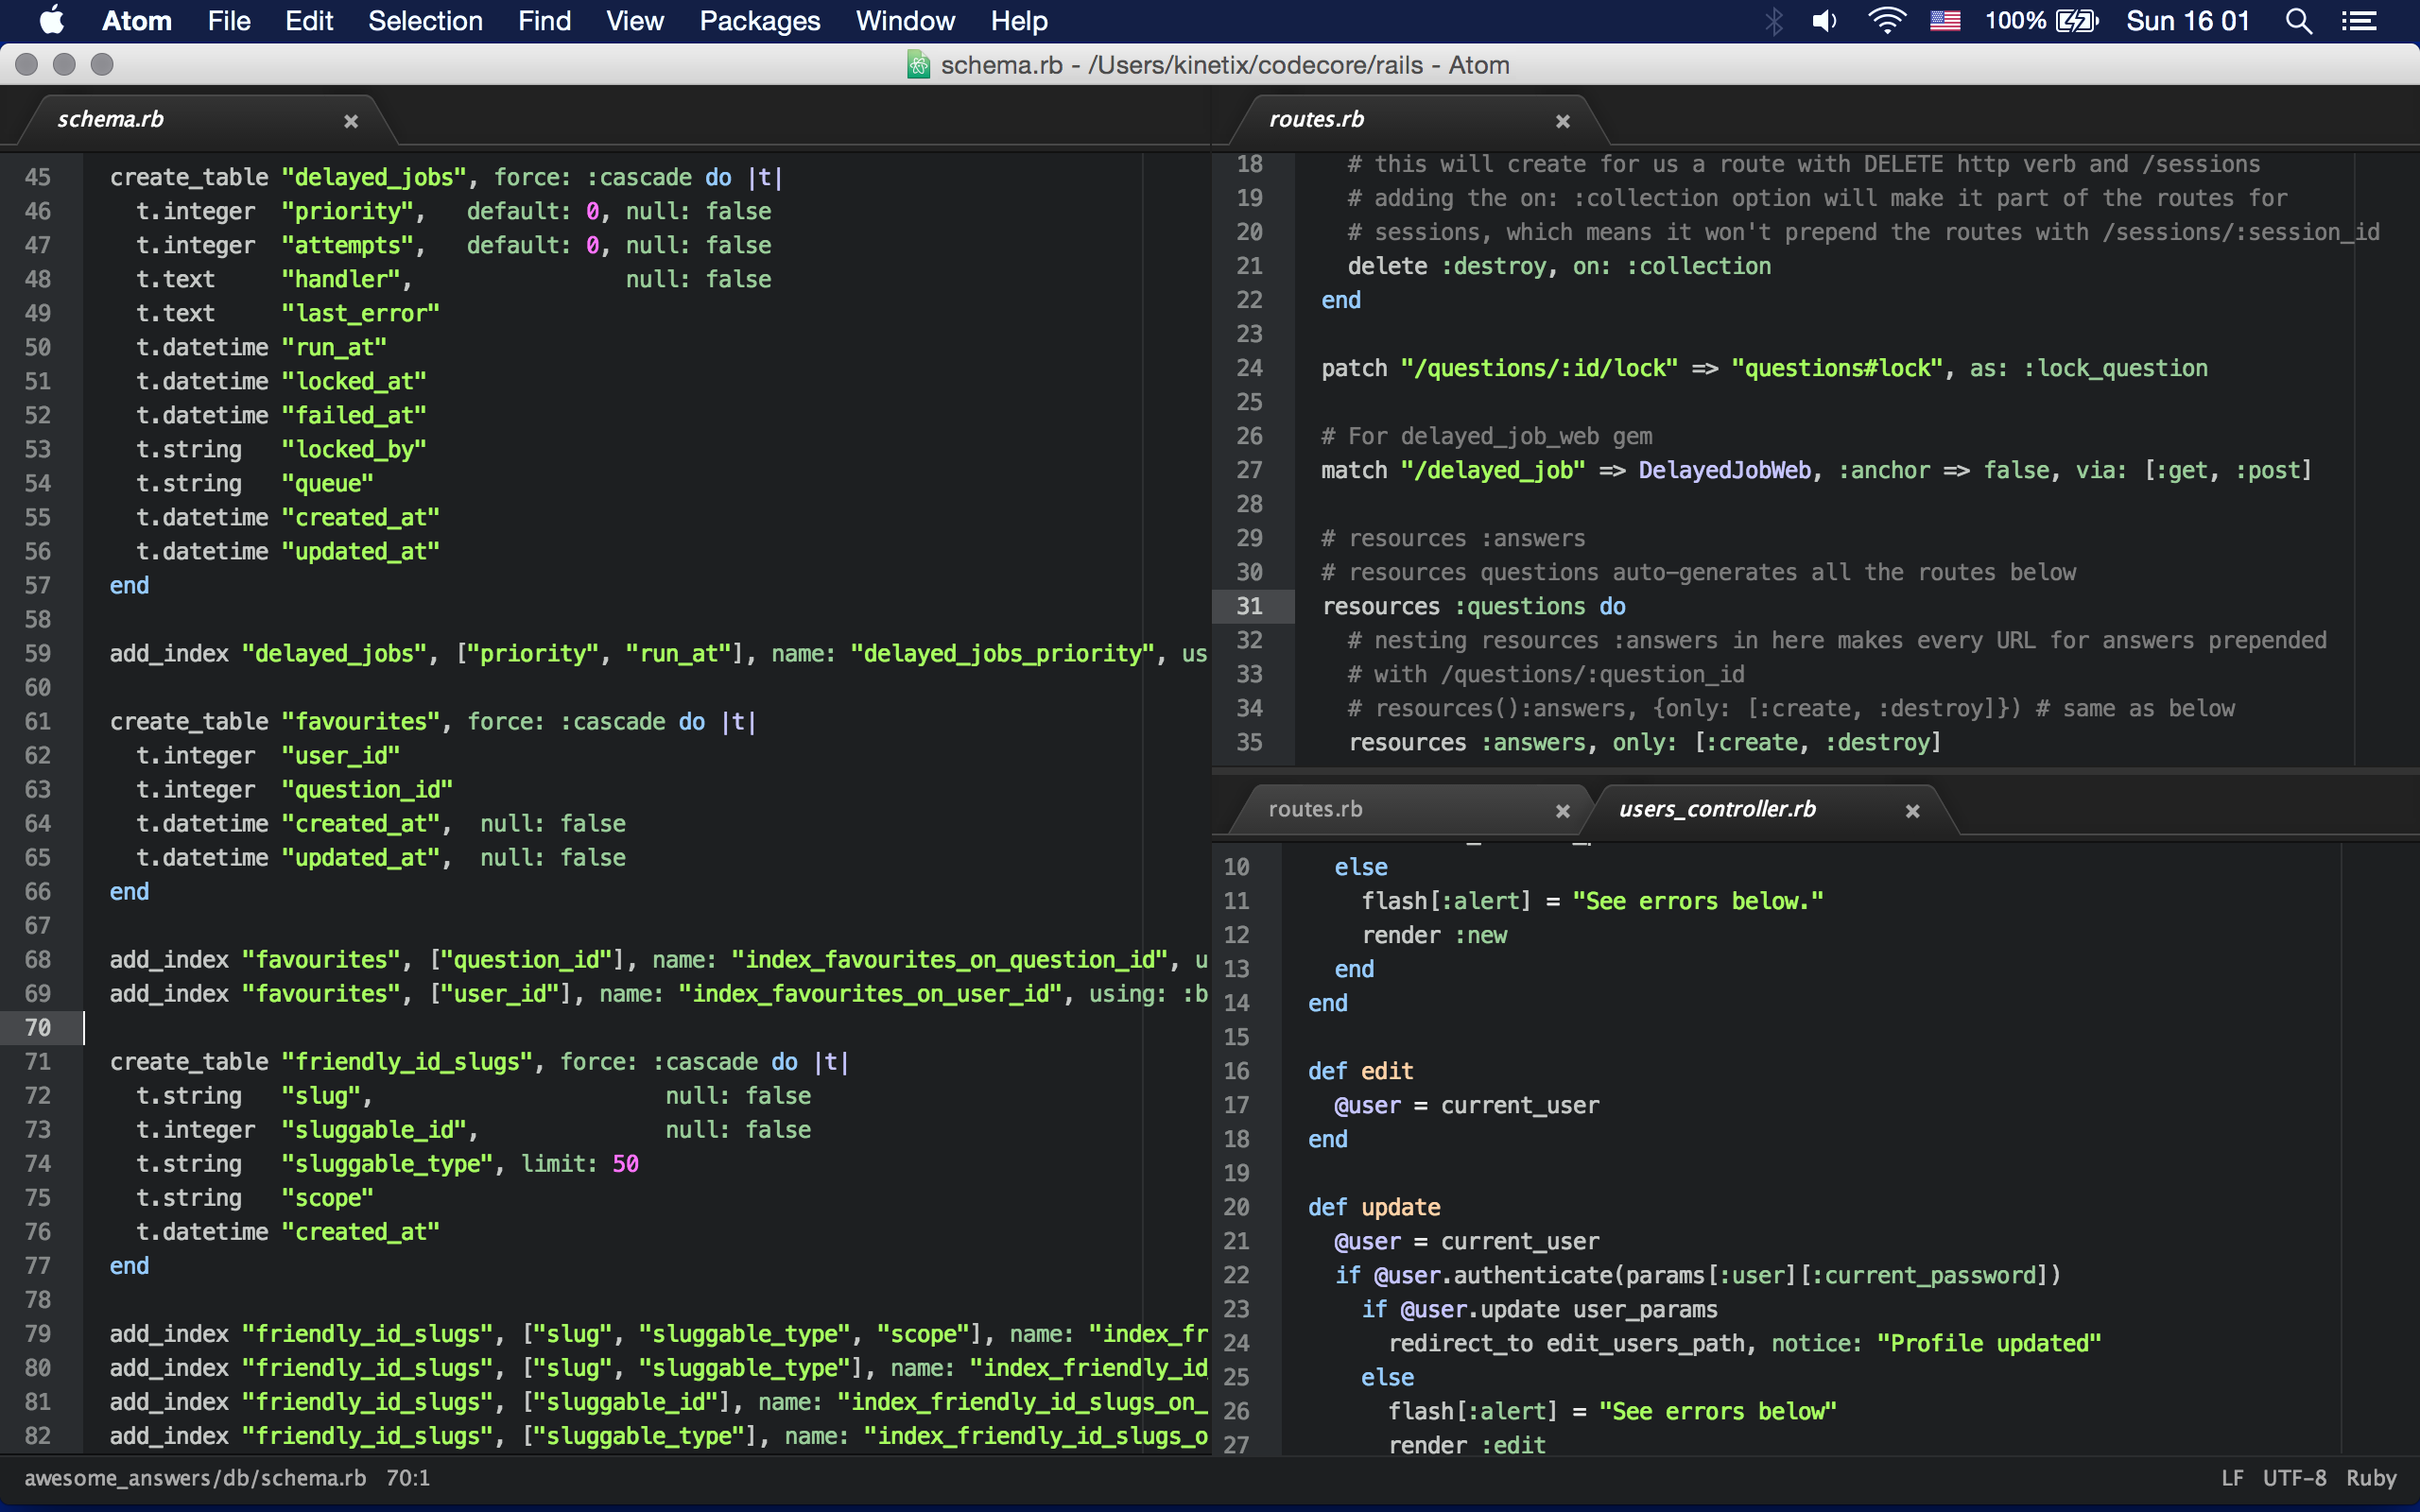 Atom File Edit Selection Find View Packages Window Help 100% Sun 16 01
schema.rb - /Users/kinetix/codecore/rails - Atom
schema.rb
45 create_table "delayed_jobs", force: :cascade do |t|
46 t.integer "priority", default: 0, null: false
47 t.integer "attempts", default: 0, null: false
48 t.text "handler", null: false
49 t.text "last_error"
50 t.datetime "run_at"
51 t.datetime "locked_at"
52 t.datetime "failed_at"
53 t.string "locked_by"
54 t.string "queue"
55 t.datetime "created_at"
56 t.datetime "updated_at"
57 end
58
59 add_index "delayed_jobs", ["priority", "run_at"], name: "delayed_jobs_priority", us
60
61 create_table "favourites", force: :cascade do |t|
62 t.integer "user_id"
63 t.integer "question_id"
64 t.datetime "created_at", null: false
65 t.datetime "updated_at", null: false
66 end
67
68 add_index "favourites", ["question_id"], name: "index_favourites_on_question_id", u
69 add_index "favourites", ["user_id"], name: "index_favourites_on_user_id", using: :b
70
71 create_table "friendly_id_slugs", force: :cascade do |t|
72 t.string "slug", null: false
73 t.integer "sluggable_id", null: false
74 t.string "sluggable_type", limit: 50
75 t.string "scope"
76 t.datetime "created_at"
77 end
78
79 add_index "friendly_id_slugs", ["slug", "sluggable_type", "scope"], name: "index_fr
80 add_index "friendly_id_slugs", ["slug", "sluggable_type"], name: "index_friendly_id
81 add_index "friendly_id_slugs", ["sluggable_id"], name: "index_friendly_id_slugs_on_
82 add_index "friendly_id_slugs", ["sluggable_type"], name: "index_friendly_id_slugs_o
routes.rb
18 # this will create for us a route with DELETE http verb and /sessions
19 # adding the on: :collection option will make it part of the routes for
20 # sessions, which means it won't prepend the routes with /sessions/:session_id
21 delete :destroy, on: :collection
22 end
23
24 patch "/questions/:id/lock" => "questions#lock", as: :lock_question
25
26 # For delayed_job_web gem
27 match "/delayed_job" => DelayedJobWeb, :anchor => false, via: [:get, :post]
28
29 # resources :answers
30 # resources questions auto-generates all the routes below
31 resources :questions do
32 # nesting resources :answers in here makes every URL for answers prepended
33 # with /questions/:question_id
34 # resources():answers, {only: [:create, :destroy]}) # same as below
35 resources :answers, only: [:create, :destroy]
routes.rb users_controller.rb
10 else
11 flash[:alert] = "See errors below."
12 render :new
13 end
14 end
15
16 def edit
17 @user = current_user
18 end
19
20 def update
21 @user = current_user
22 if @user.authenticate(params[:user][:current_password])
23 if @user.update user_params
24 redirect_to edit_users_path, notice: "Profile updated"
25 else
26 flash[:alert] = "See errors below"
27 render :edit
awesome_answers/db/schema.rb 70:1 LF UTF-8 Ruby